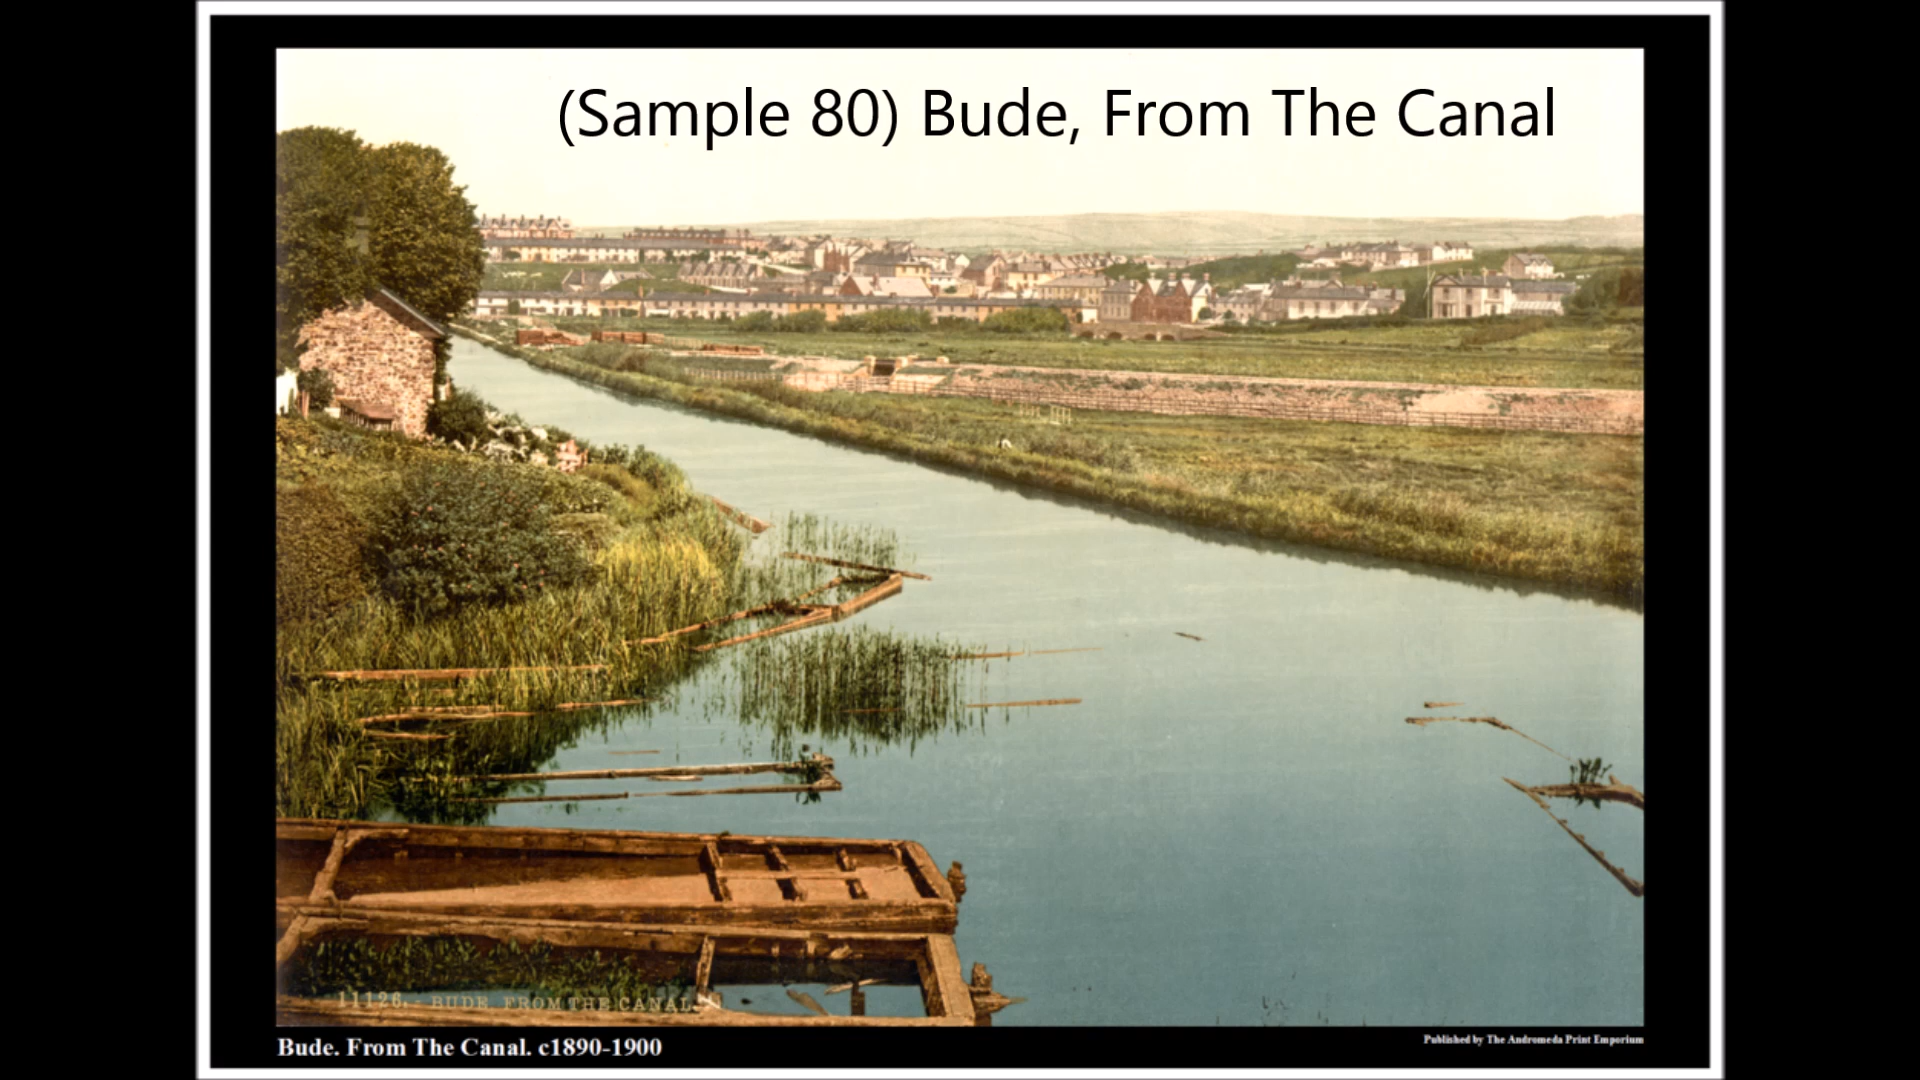 (Sample 80) Bude, From The Canal
11126. - BUDE, FROM THE CANAL.
Bude. From The Canal. c1890-1900
Published by The Andromeda Print Emporium